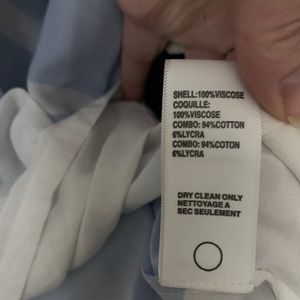 SHELL:100%VISCOSE
COQUILLE:
100%VISCOSE
COMBO: 94%COTTON
6%LYCRA
COMBO: 94%COTON
6%LYCRA
DRY CLEAN ONLY
NETTOYAGE A
SEC SEULEMENT